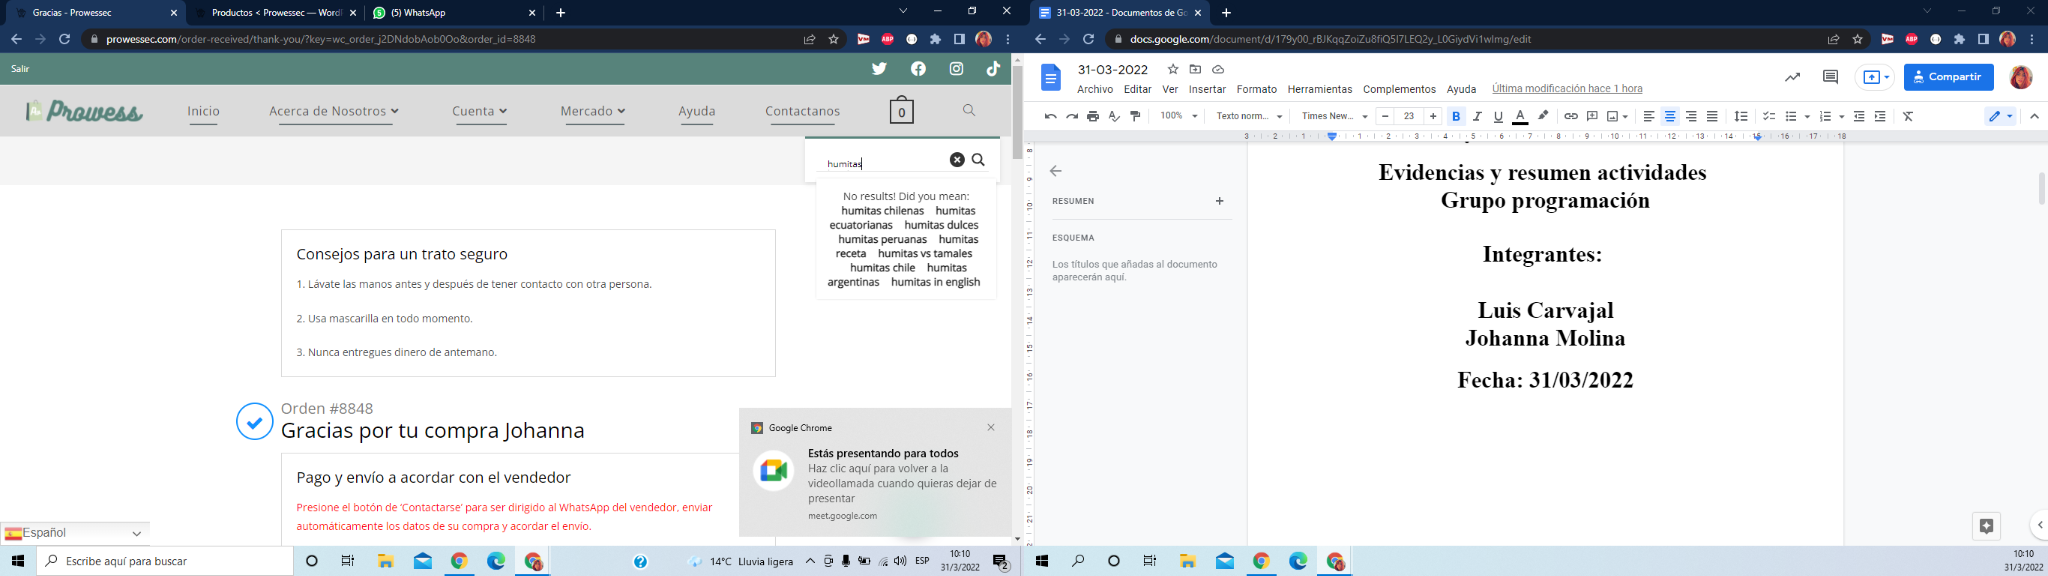 Gracias - Prowessec
Productos < Prowessec — Word
(5) WhatsApp
prowessec.com/order-received/thank-you/?key=wc_order_j2DNdobAob0Oo&order_id=8848
Salir
Prowess
Inicio
Acerca de Nosotros
Cuenta
Mercado
Ayuda
Contactanos
0
humitas
No results! Did you mean:
humitas chilenas humitas
ecuatorianas humitas dulces
humitas peruanas humitas
receta humitas vs tamales
humitas chile humitas
argentinas humitas in english
Consejos para un trato seguro
1. Lávate las manos antes y después de tener contacto con otra persona.
2. Usa mascarilla en todo momento.
3. Nunca entregues dinero de antemano.
Orden #8848
Gracias por tu compra Johanna
Pago y envío a acordar con el vendedor
Presione el botón de 'Contactarse' para ser dirigido al WhatsApp del vendedor, enviar
automáticamente los datos de su compra y acordar el envío.
Google Chrome
Estás presentando para todos
Haz clic aquí para volver a la
videollamada cuando quieras dejar de
presentar
meet.google.com
Español
Escribe aquí para buscar
14°C Lluvia ligera
ESP
10:10
31/3/2022
2
31-03-2022 - Documentos de Go
docs.google.com/document/d/179y00_rBJKqqZoiZu8fiQ5I7LEQ2y_L0GiydVi1wImg/edit
31-03-2022
Archivo Editar Ver Insertar Formato Herramientas Complementos Ayuda
Última modificación hace 1 hora
Compartir
100%
Texto norm...
Times New...
23
B I U A
RESUMEN
ESQUEMA
Los títulos que añadas al documento
aparecerán aquí.
Evidencias y resumen actividades
Grupo programación
Integrantes:
Luis Carvajal
Johanna Molina
Fecha: 31/03/2022
10:10
31/3/2022